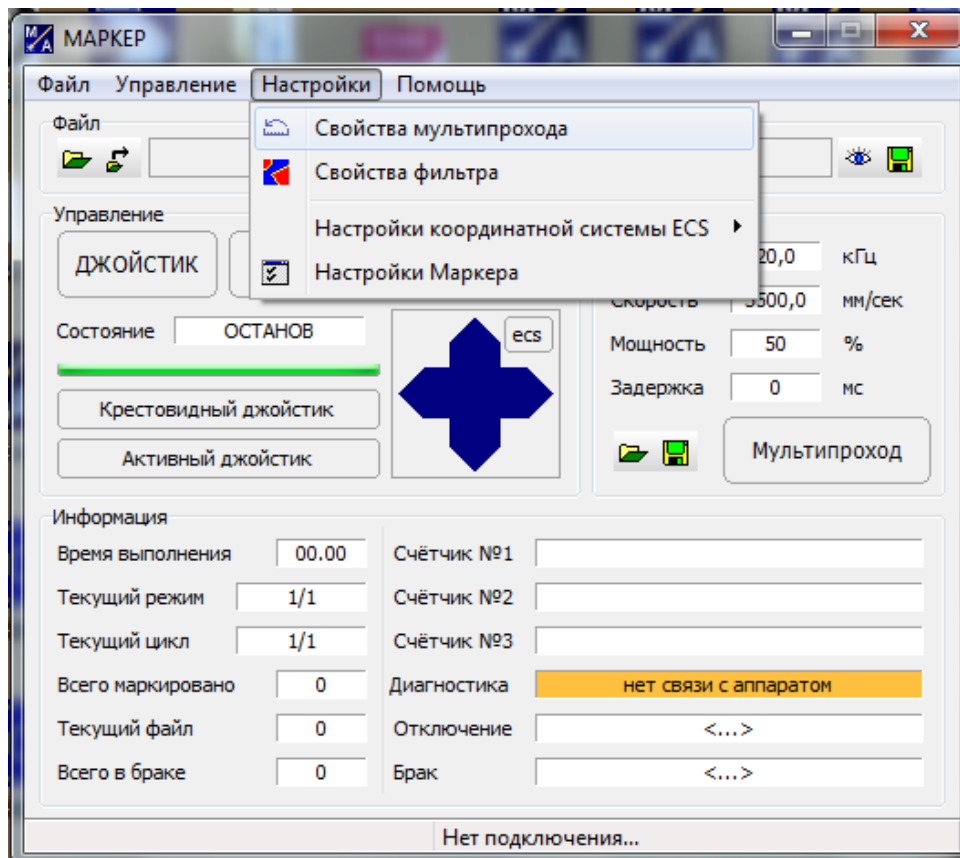 МАРКЕР
Файл Управление Настройки Помощь
Файл
Свойства мультипрохода
Свойства фильтра
Настройки координатной системы ECS
Настройки Маркера
Управление
ДЖОЙСТИК
20,0 кГц
Скорость 3500,0 мм/сек
Состояние ОСТАНОВ
ecs
Мощность 50 %
Задержка 0 мс
Крестовидный джойстик
Активный джойстик
Мультипроход
Информация
Время выполнения 00.00 Счётчик №1
Текущий режим 1/1 Счётчик №2
Текущий цикл 1/1 Счётчик №3
Всего маркировано 0 Диагностика нет связи с аппаратом
Текущий файл 0 Отключение <...>
Всего в браке 0 Брак <...>
Нет подключения...